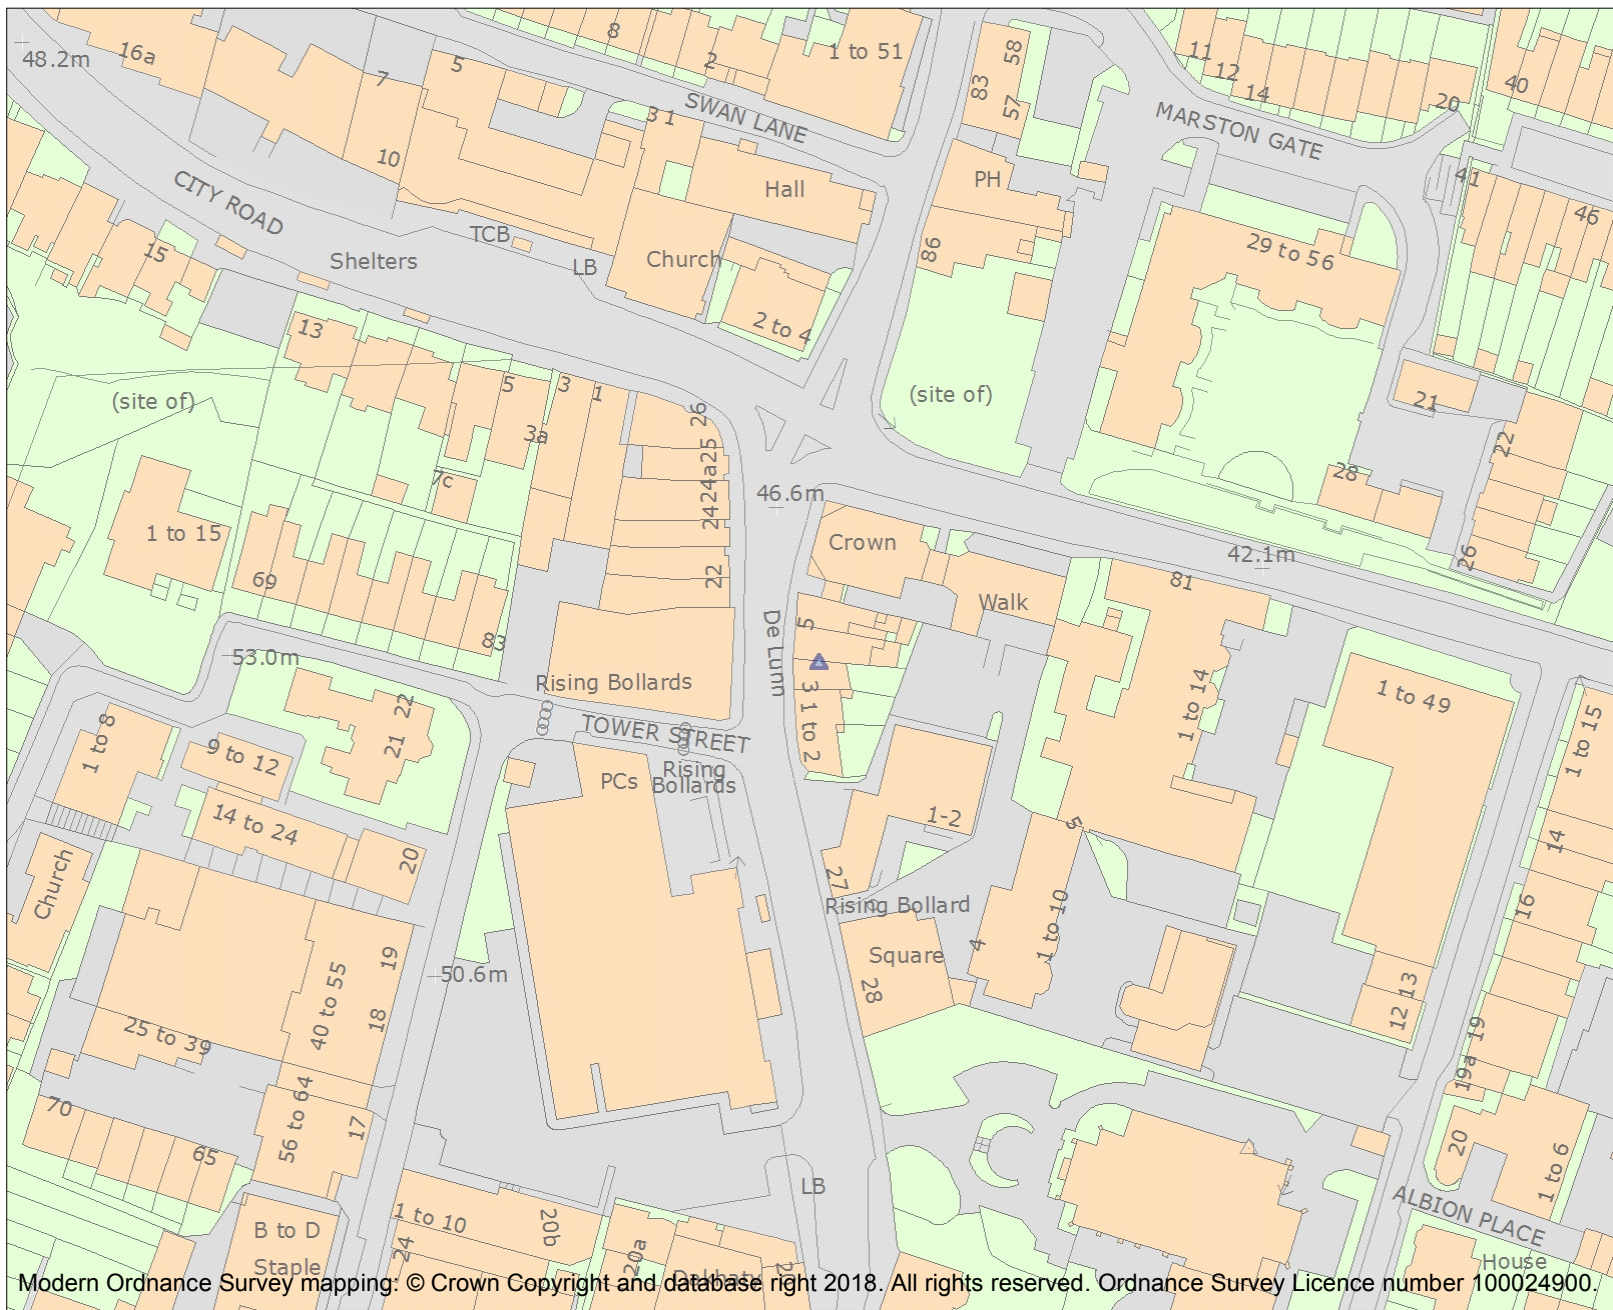 48.2m
16a
7
5
8
2
1 to 51
58
83
57
11
12
14
20
40
10
3 1
SWAN LANE
MARSTON GATE
CITY ROAD
Hall
PH
41
46
15
TCB
Shelters
LB
Church
86
29 to 56
2 to 4
13
(site of)
5
3
1
3a
26
(site of)
21
25
24a
24
22
7c
28
22
26
46.6m
1 to 15
Crown
42.1m
69
22
Walk
81
83
53.0m
De Lunn
5
Rising Bollards
3
1 to 2
TOWER STREET
1 to 14
1 to 49
1 to 15
1 to 8
9 to 12
22
21
PCs
Rising
Bollards
14 to 24
20
1-2
5
14
Church
27
Rising Bollard
16
Square
4
1 to 10
28
50.6m
19
18
40 to 55
25 to 39
13
12
19
19a
70
65
56 to 64
17
20
1 to 6
LB
ALBION PLACE
B to D
Staple
1 to 10
24
20b
20a
House
Modern Ordnance Survey mapping: © Crown Copyright and database right 2018. All rights reserved. Ordnance Survey Licence number 100024900.